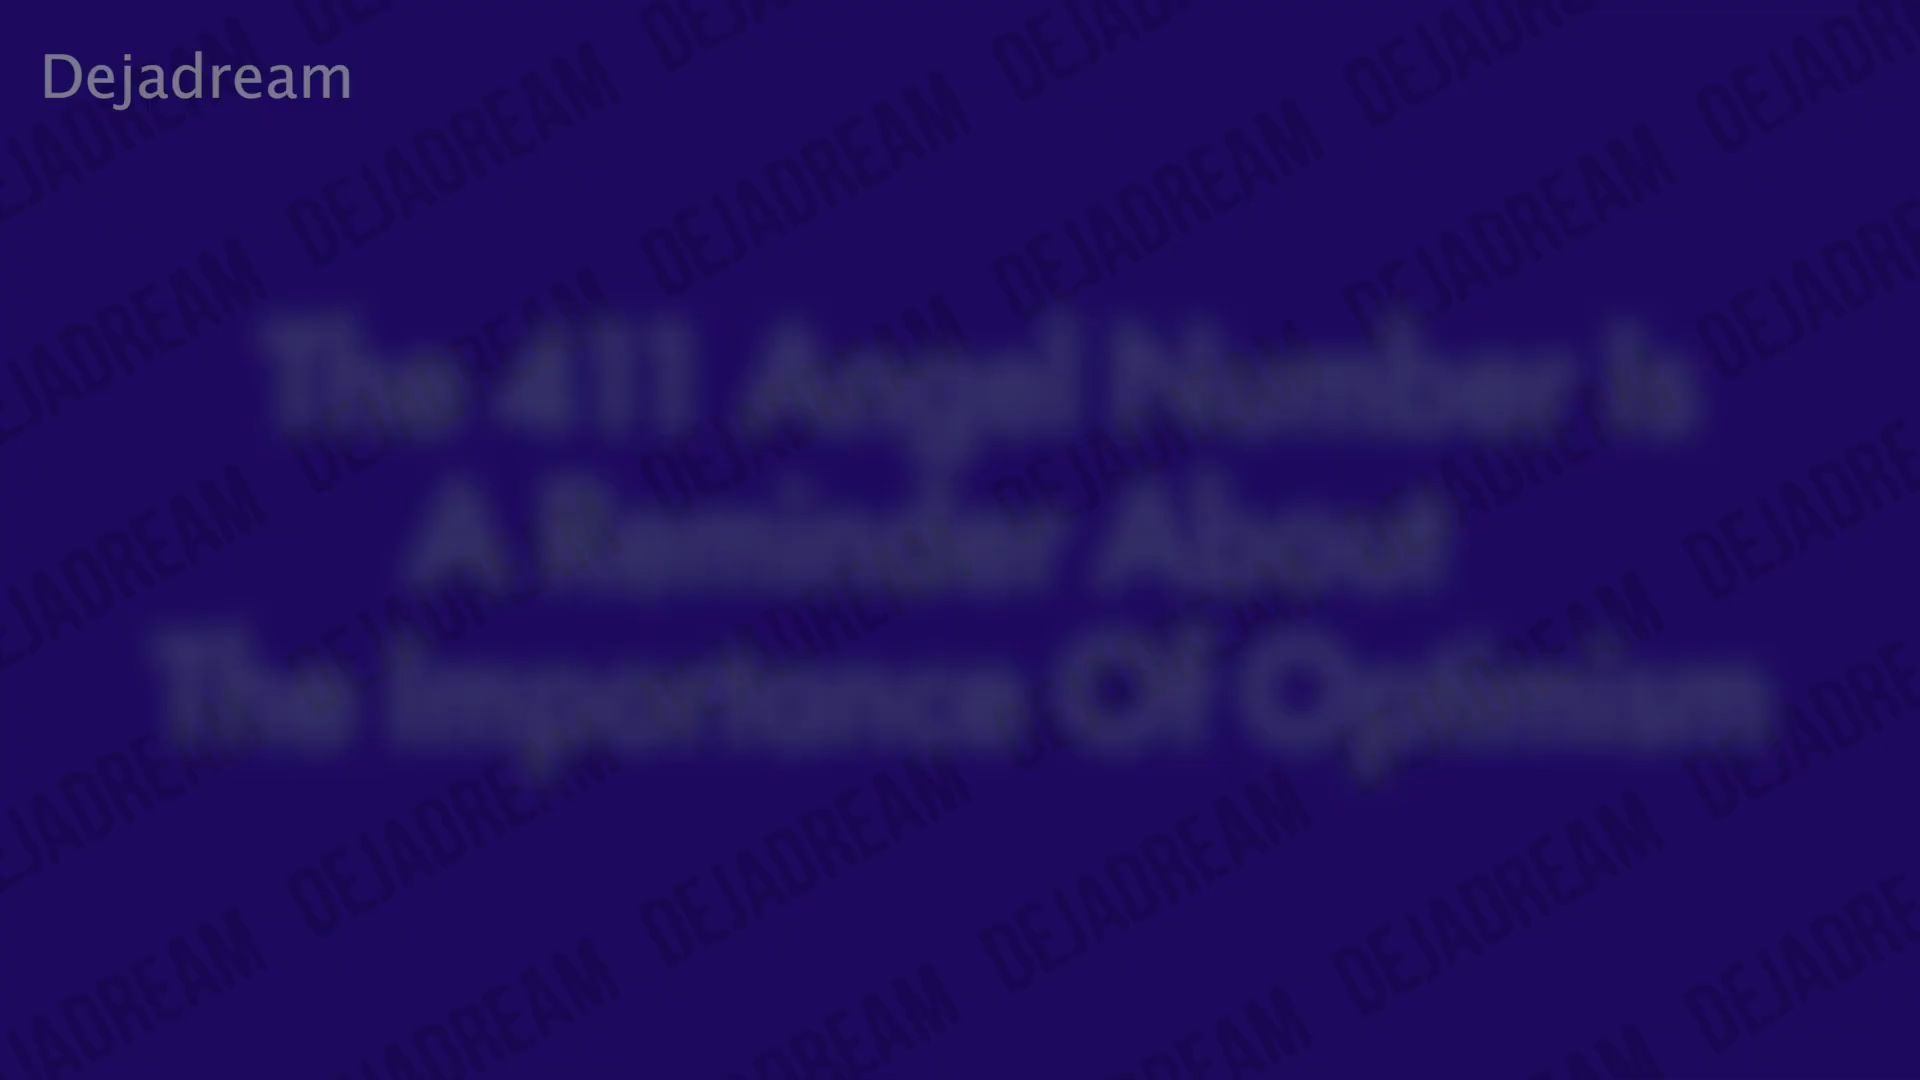 Dejadream
The 411 Angel Number Is
A Reminder About
The Importance Of Optimism